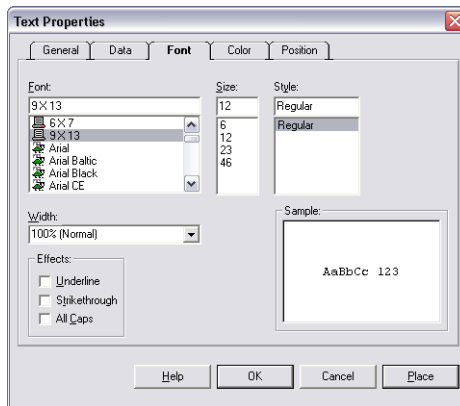 Text Properties
General Data Font Color Position
Font: Size: Style:
9X13 12 Regular
6X7 6 Regular
9X13 12
Arial 23
Arial Baltic 46
Arial Black
Arial CE
Width: Sample:
100% (Normal)
Effects:
AaBbCc 123
Underline
Strikethrough
All Caps
Help OK Cancel Place